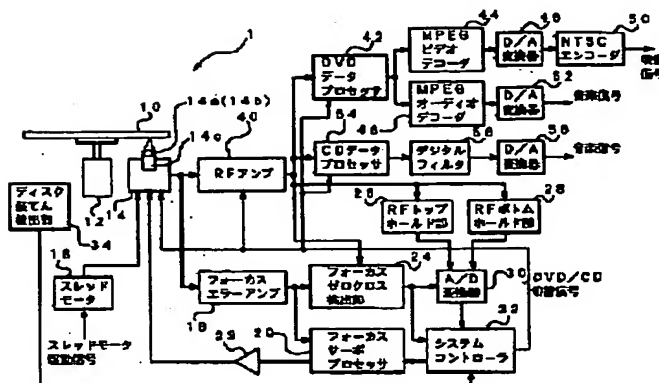 1
42
DVD
データ
プロセッサ
44
MPEG
ビデオ
デコーダ
48
D/A
変換器
50
NTSC
エンコーダ
信号
MPEG
オーディオ
デコーダ
46
52
D/A
変換器
音声信号
10
14a(14b)
14c
14
12
40
RFアンプ
54
CDデータ
プロセッサ
56
デジタル
フィルタ
58
D/A
変換器
音声信号
ディスク
検出部
34
16
スレッド
モータ
スレッドモータ
駆動信号
26
RFトップ
ホールド部
28
RFボトム
ホールド部
フォーカス
エラーアンプ
18
24
フォーカス
ゼロクロス
検出部
A/D
変換器
30
DVD/CD
切替信号
22
20
フォーカス
サーボ
プロセッサ
システム
コントローラ
32